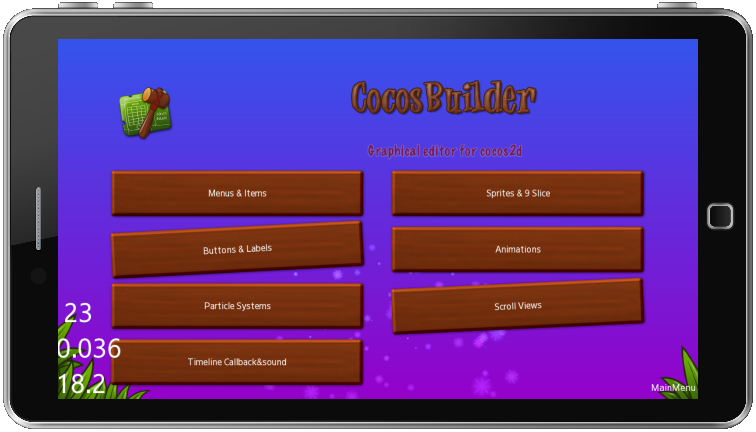 CocosBuilder
Graphical editor for cocos2d
Menus & Items
Sprites & 9 Slice
Buttons & Labels
Animations
Particle Systems
Scroll Views
Timeline Callback&sound
23
0.036
18.2
MainMenu